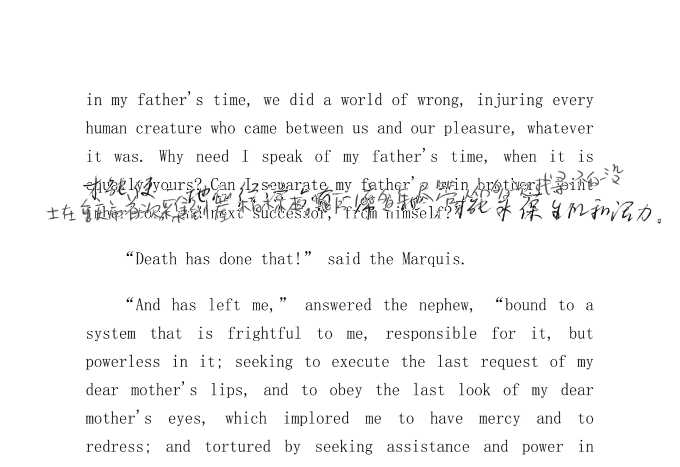 in my father's time, we did a world of wrong, injuring every
human creature who came between us and our pleasure, whatever
it was. Why need I speak of my father's time, when it is
equally yours? Can I separate my father's twin brother, joint
next successor, from himself?
生 和活力。
“Death has done that!” said the Marquis.
“And has left me,” answered the nephew, “bound to a
system that is frightful to me, responsible for it, but
powerless in it; seeking to execute the last request of my
dear mother's lips, and to obey the last look of my dear
mother's eyes, which implored me to have mercy and to
redress; and tortured by seeking assistance and power in